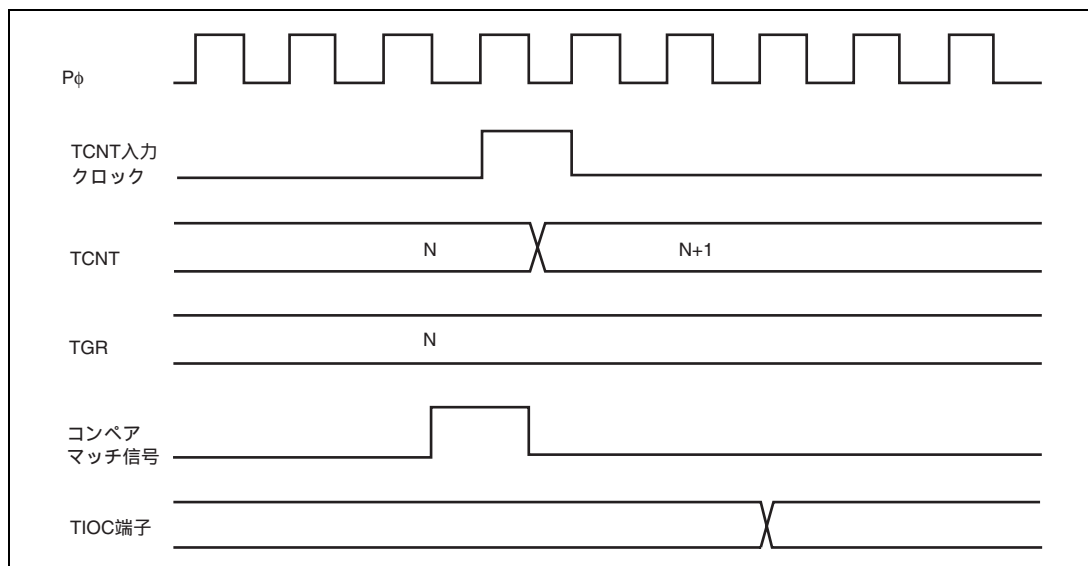 Pφ
TCNT入力
クロック
TCNT
N
N+1
TGR
N
コンペア
マッチ信号
TIOC端子